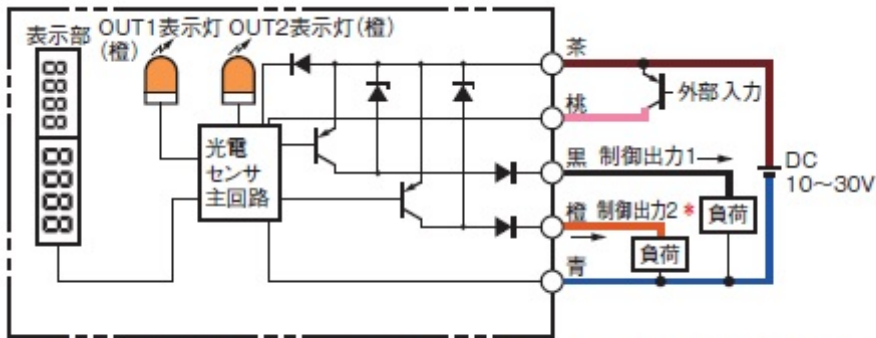 表示部
OUT1表示灯
(橙)
OUT2表示灯(橙)
8888
8888
光電
センサ
主回路
茶
桃
外部入力
黒 制御出力1→
DC
10～30V
橙 制御出力2 *
→
負荷
負荷
青